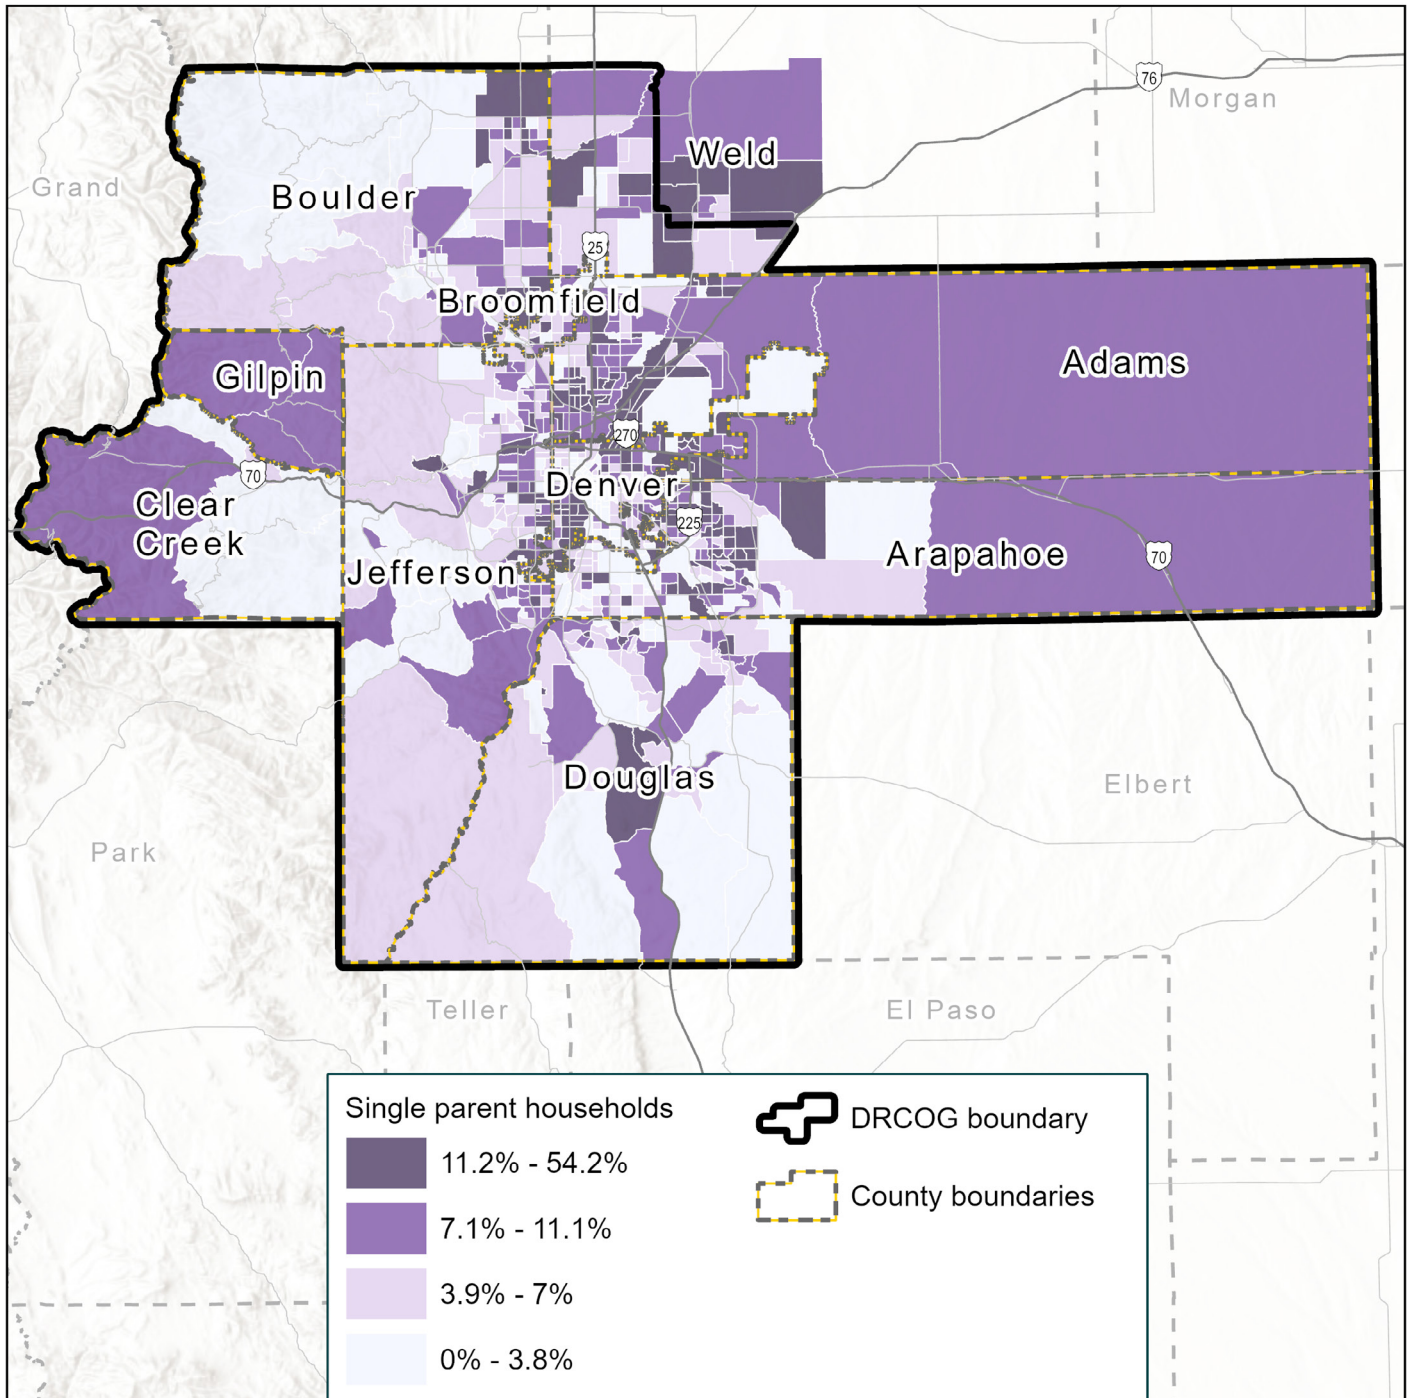 76
Morgan
Weld
Grand
Boulder
25
Broomfield
Adams
Gilpin
270
70
Denver
Clear
Creek
225
Arapahoe
70
Jefferson
Douglas
Elbert
Park
Teller
El Paso
Single parent households
11.2% - 54.2%
7.1% - 11.1%
3.9% - 7%
0% - 3.8%
DRCOG boundary
County boundaries